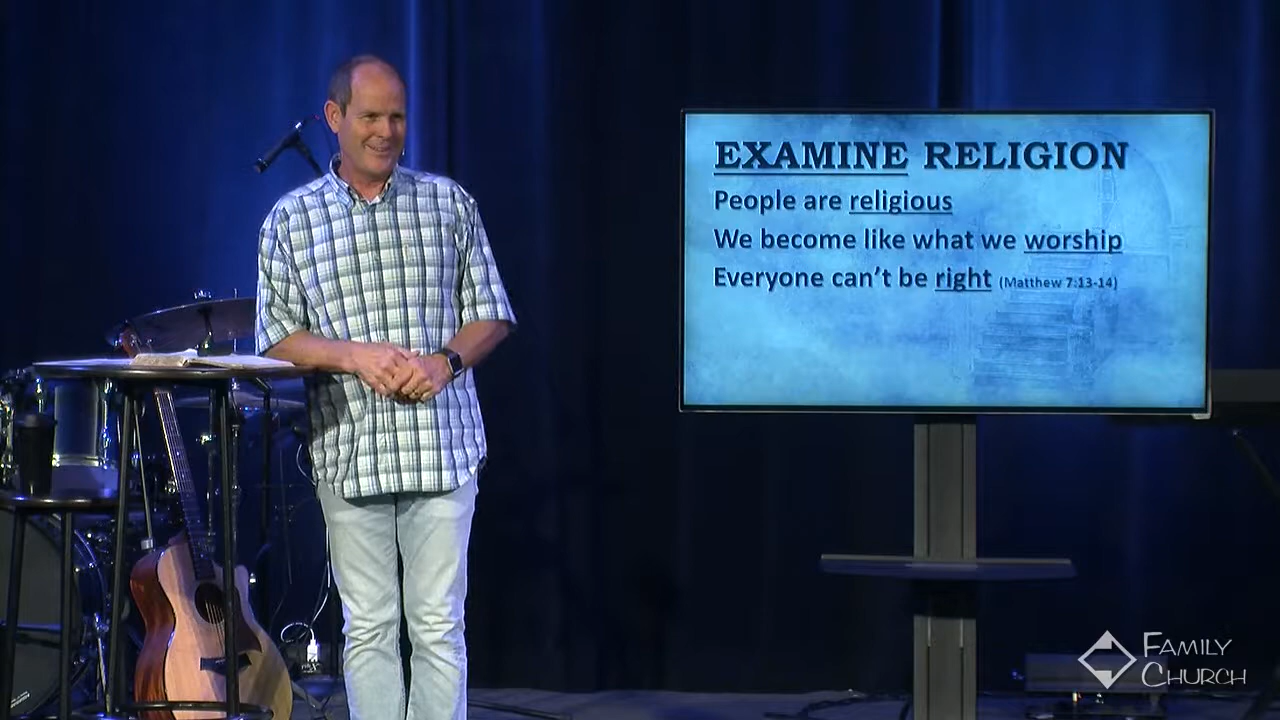 EXAMINE RELIGION
People are religious
We become like what we worship
Everyone can't be right (Matthew 7:13-14)
FAMILY
CHURCH